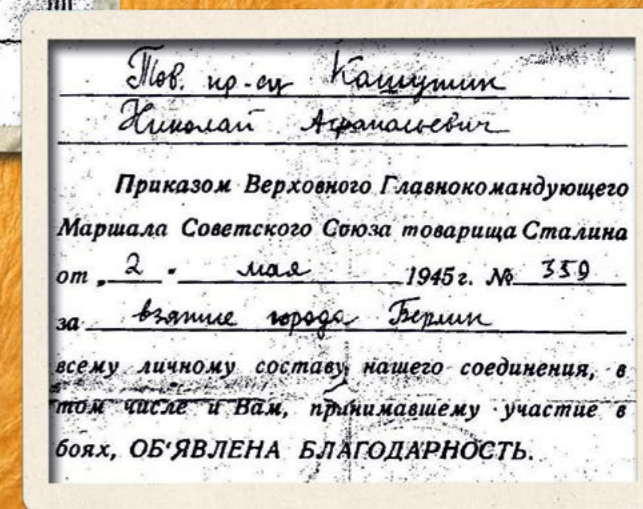 Тов. кр-ец Кашутин
Николай Афанасьевич
Приказом Верховного Главнокомандующего
Маршала Советского Союза товарища Сталина
от „2" мая 1945 г. № 359
за взятие города Берлин
всему личному составу нашего соединения, в
том числе и Вам, принимавшему участие в
боях, ОБ'ЯВЛЕНА БЛАГОДАРНОСТЬ.